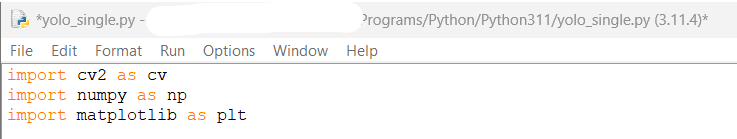 *yolo_single.py - Programs/Python/Python311/yolo_single.py (3.11.4)*
File Edit Format Run Options Window Help
import cv2 as cv
import numpy as np
import matplotlib as plt